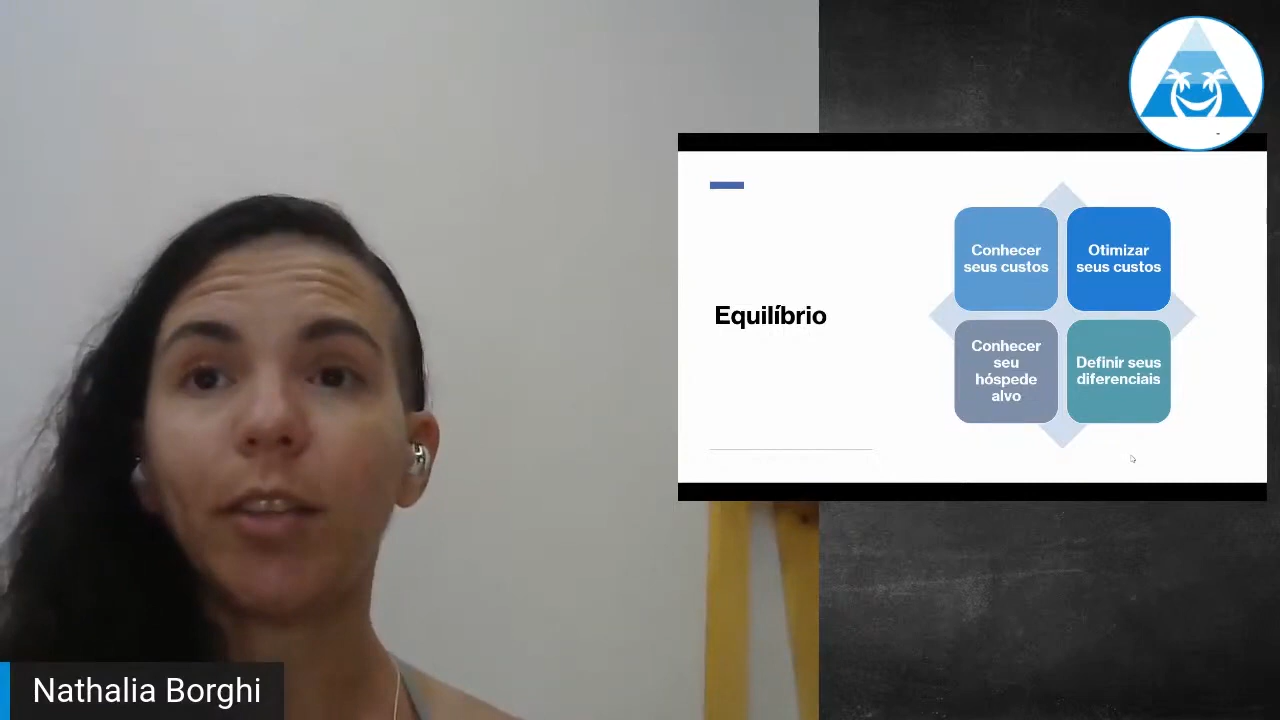 Equilíbrio
Conhecer
seus custos
Otimizar
seus custos
Conhecer
seu
hóspede
alvo
Definir seus
diferenciais
Nathalia Borghi